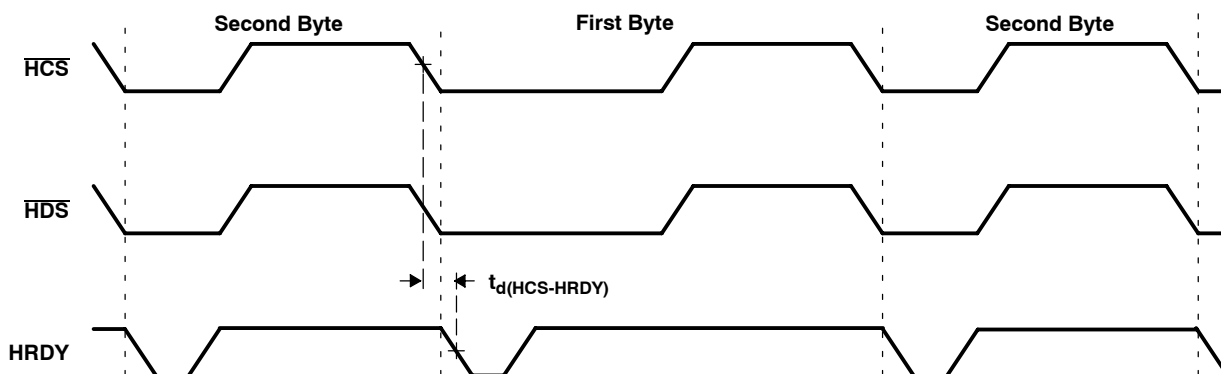 Second Byte
First Byte
Second Byte
HCS
HDS
td(HCS-HRDY)
HRDY